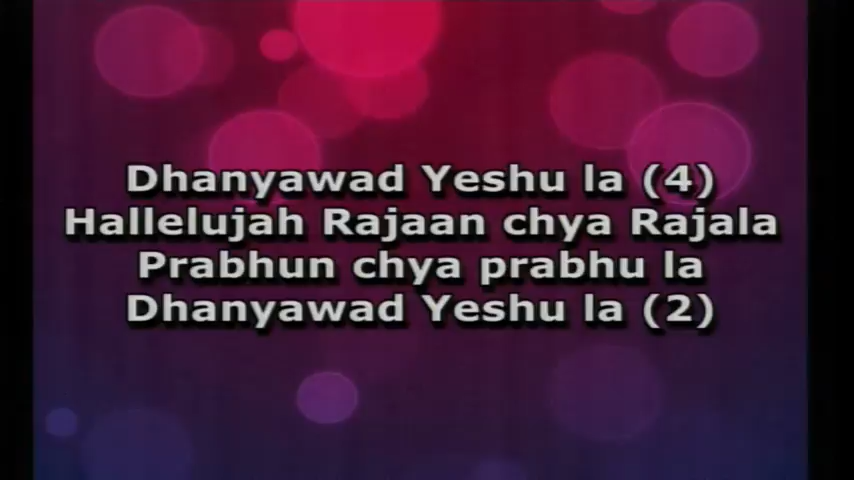 Dhanyawad Yeshu la (4)
Hallelujah Rajaan chya Rajala
Prabhun chya prabhu la
Dhanyawad Yeshu la (2)